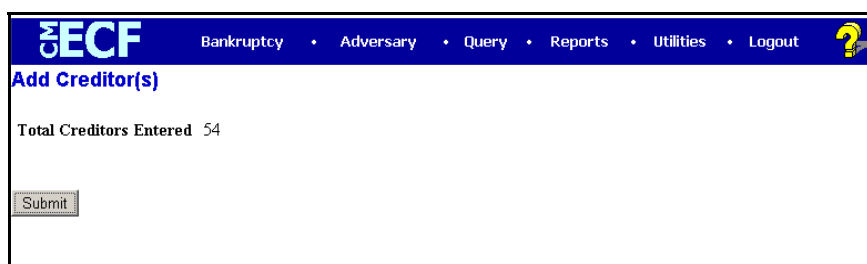 CM ECF Bankruptcy • Adversary • Query • Reports • Utilities • Logout ?
Add Creditor(s)
Total Creditors Entered 54
Submit